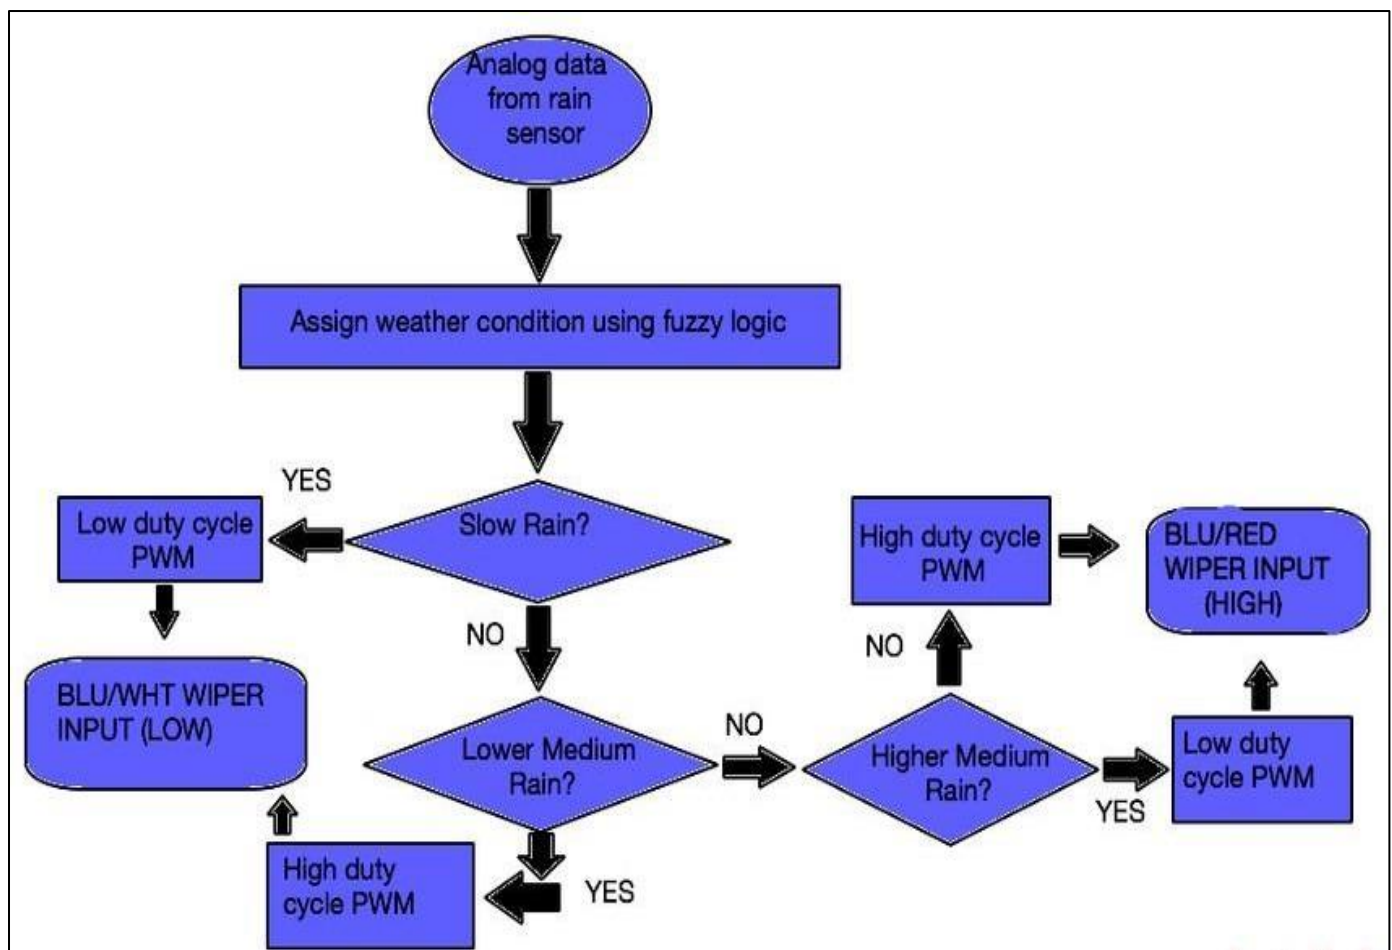 Analog data
from rain
sensor
Assign weather condition using fuzzy logic
YES
Slow Rain?
Low duty cycle
PWM
High duty cycle
PWM
BLU/RED
WIPER INPUT
(HIGH)
NO
NO
BLU/WHT WIPER
INPUT (LOW)
Lower Medium
Rain?
NO
Higher Medium
Rain?
YES
Low duty
cycle PWM
High duty
cycle PWM
YES